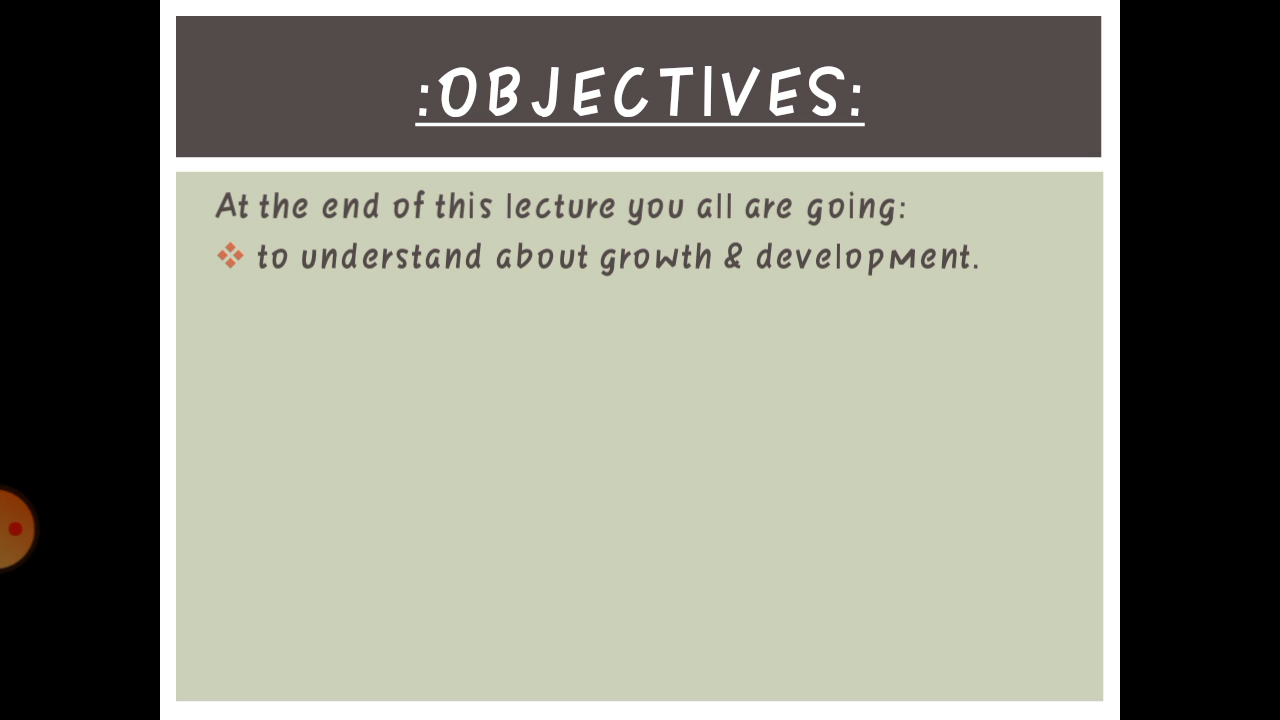 :OBJECTIVES:
At the end of this lecture you all are going:
❖ to understand about growth & development.